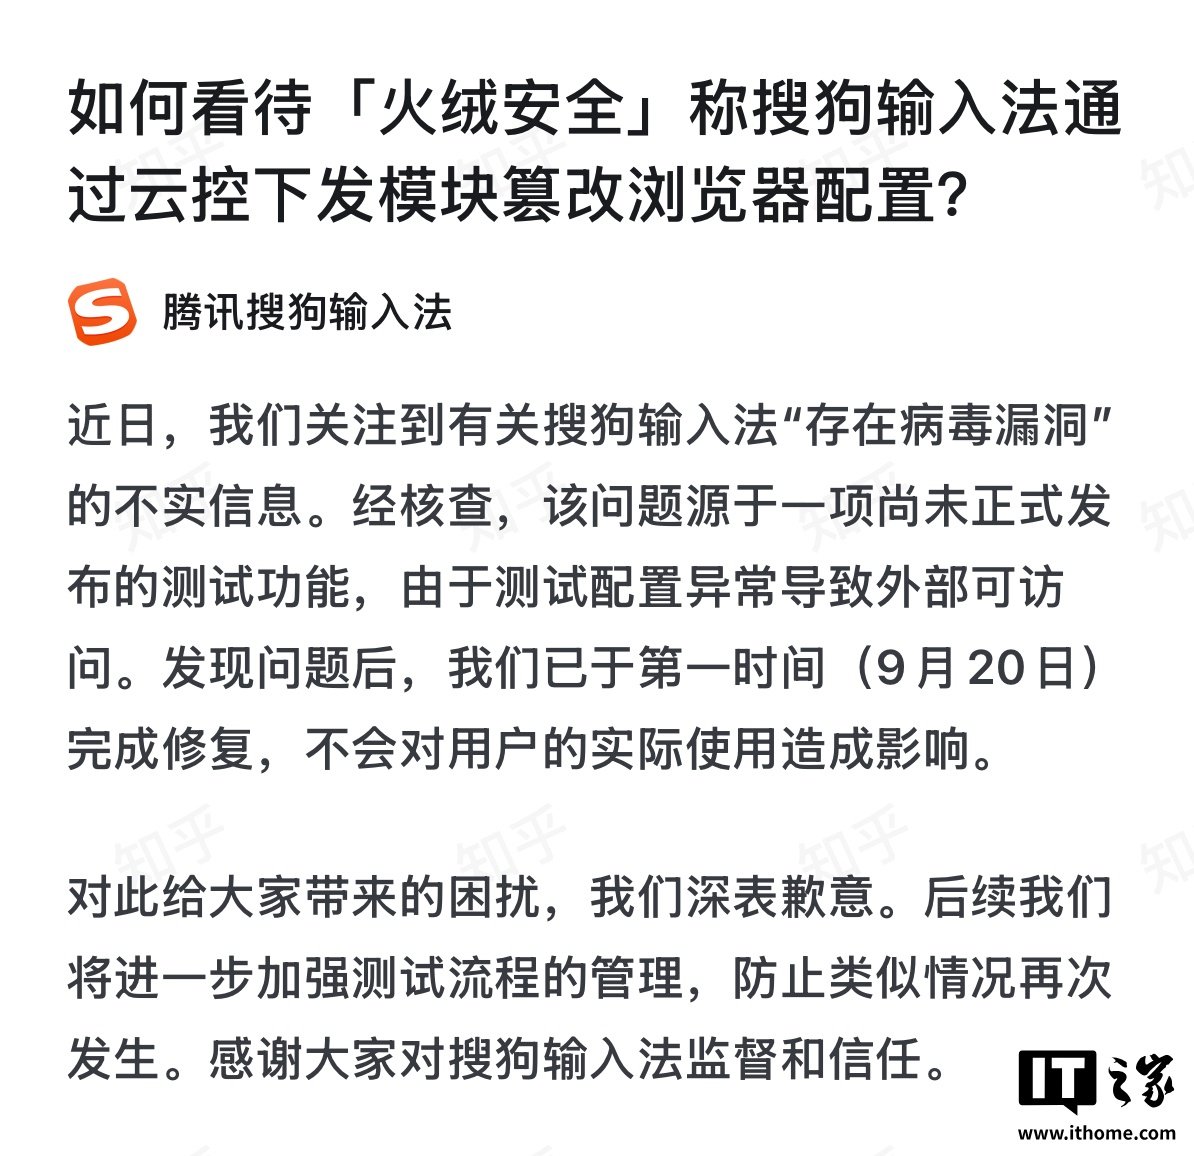 如何看待「火绒安全」称搜狗输入法通
过云控下发模块篡改浏览器配置？
腾讯搜狗输入法
近日，我们关注到有关搜狗输入法“存在病毒漏洞”
的不实信息。经核查，该问题源于一项尚未正式发
布的测试功能，由于测试配置异常导致外部可访
问。发现问题后，我们已于第一时间（9 月 20 日）
完成修复，不会对用户的实际使用造成影响。
对此给大家带来的困扰，我们深表歉意。后续我们
将进一步加强测试流程的管理，防止类似情况再次
发生。感谢大家对搜狗输入法监督和信任。
IT之家
www.ithome.com
知乎
知乎
知乎
知
知乎
知乎
知乎
知
知乎
知乎
知乎
知